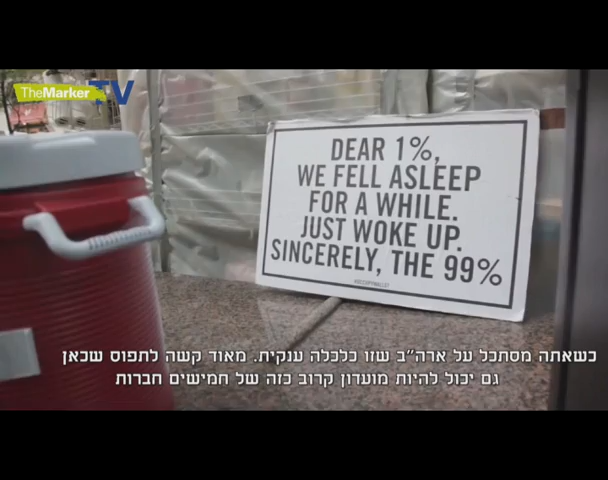 TheMarker TV
DEAR 1%,
WE FELL ASLEEP
FOR A WHILE.
JUST WOKE UP.
SINCERELY, THE 99%
כשאתה מסתכל על ארה"ב שזו כלכלה ענקית. מאוד קשה לתפוס שכאן
גם יכול להיות מועדון קרוב כזה של חמישים חברות